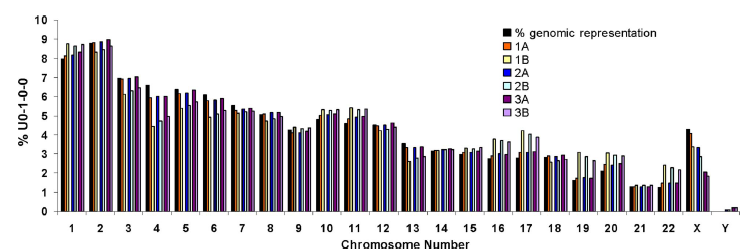 10
9
8
7
6
5
4
3
2
1
0
% U0-1-0-0
% genomic representation
1A
1B
2A
2B
3A
3B
1 2 3 4 5 6 7 8 9 10 11 12 13 14 15 16 17 18 19 20 21 22 X Y
Chromosome Number